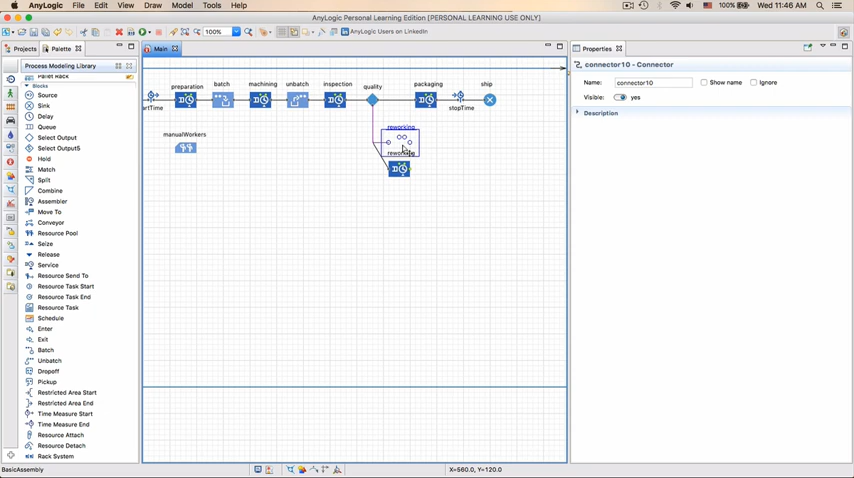 AnyLogic File Edit View Draw Model Tools Help 100% Wed 11:46 AM
AnyLogic Personal Learning Edition [PERSONAL LEARNING USE ONLY]
100% AnyLogic Users on LinkedIn
Projects Palette Main Properties
Process Modeling Library
Pallet Rack
Blocks
Source
Sink
Delay
Queue
Select Output
Select Output5
Hold
Match
Split
Combine
Assembler
Move To
Conveyor
Resource Pool
Seize
Release
Service
Resource Send To
Resource Task Start
Resource Task End
Resource Task
Schedule
Enter
Exit
Batch
Unbatch
Dropoff
Pickup
Restricted Area Start
Restricted Area End
Time Measure Start
Time Measure End
Resource Attach
Resource Detach
Rack System
preparation batch machining unbatch inspection quality packaging ship
artTime stopTime
manualWorkers
reworking
reworking
connector10 - Connector
Name: connector10 Show name Ignore
Visible: yes
Description
BasicAssembly X=560.0, Y=120.0